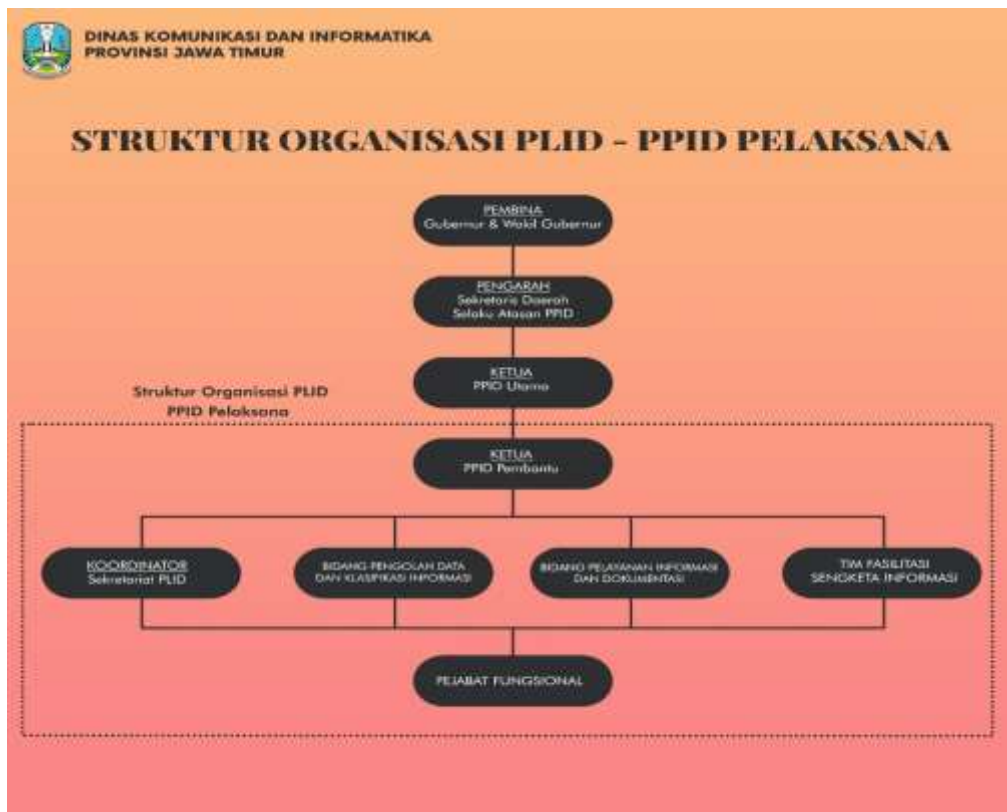 DINAS KOMUNIKASI DAN INFORMATIKA
PROVINSI JAWA TIMUR
STRUKTUR ORGANISASI PLID - PPID PELAKSANA
PEMBINA
Gubernur & Wakil Gubernur
PENGARAH
Sekretaris Daerah
Selaku Atasan PPID
KETUA
PPID Utama
Struktur Organisasi PLID
PPID Pelaksana
KETUA
PPID Pembantu
KOORDINATOR
Sekretariat PLID
BIDANG PENGOLAH DATA
DAN KLASIFIKASI INFORMASI
BIDANG PELAYANAN INFORMASI
DAN DOKUMENTASI
TIM FASILITASI
SENGKETA INFORMASI
PEJABAT FUNGSIONAL